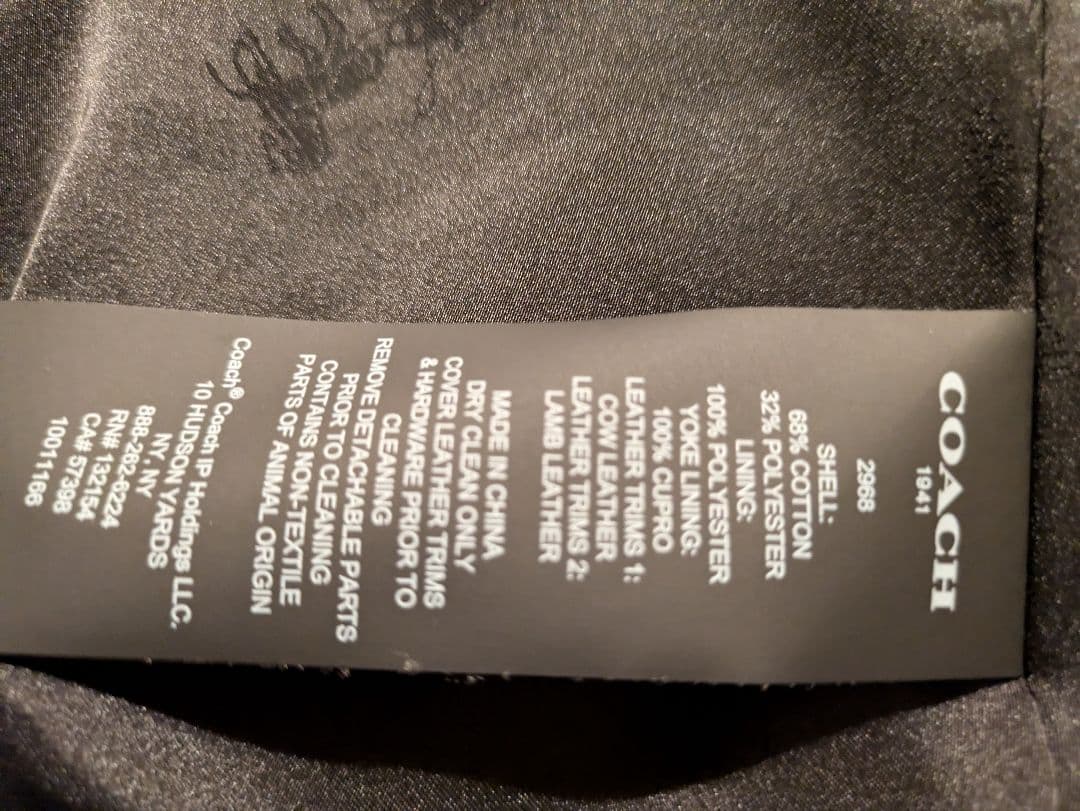 COACH
1941
2968
SHELL:
68% COTTON
32% POLYESTER
LINING:
100% POLYESTER
YOKE LINING:
100% CUPRO
LEATHER TRIMS 1:
COW LEATHER
LEATHER TRIMS 2:
LAMB LEATHER
MADE IN CHINA
DRY CLEAN ONLY
COVER LEATHER TRIMS
& HARDWARE PRIOR TO
CLEANING
REMOVE DETACHABLE PARTS
PRIOR TO CLEANING
CONTAINS NON-TEXTILE
PARTS OF ANIMAL ORIGIN
Coach® Coach IP Holdings LLC.
10 HUDSON YARDS
NY, NY
888-262-6224
RN# 132154
CA# 57398
10011166